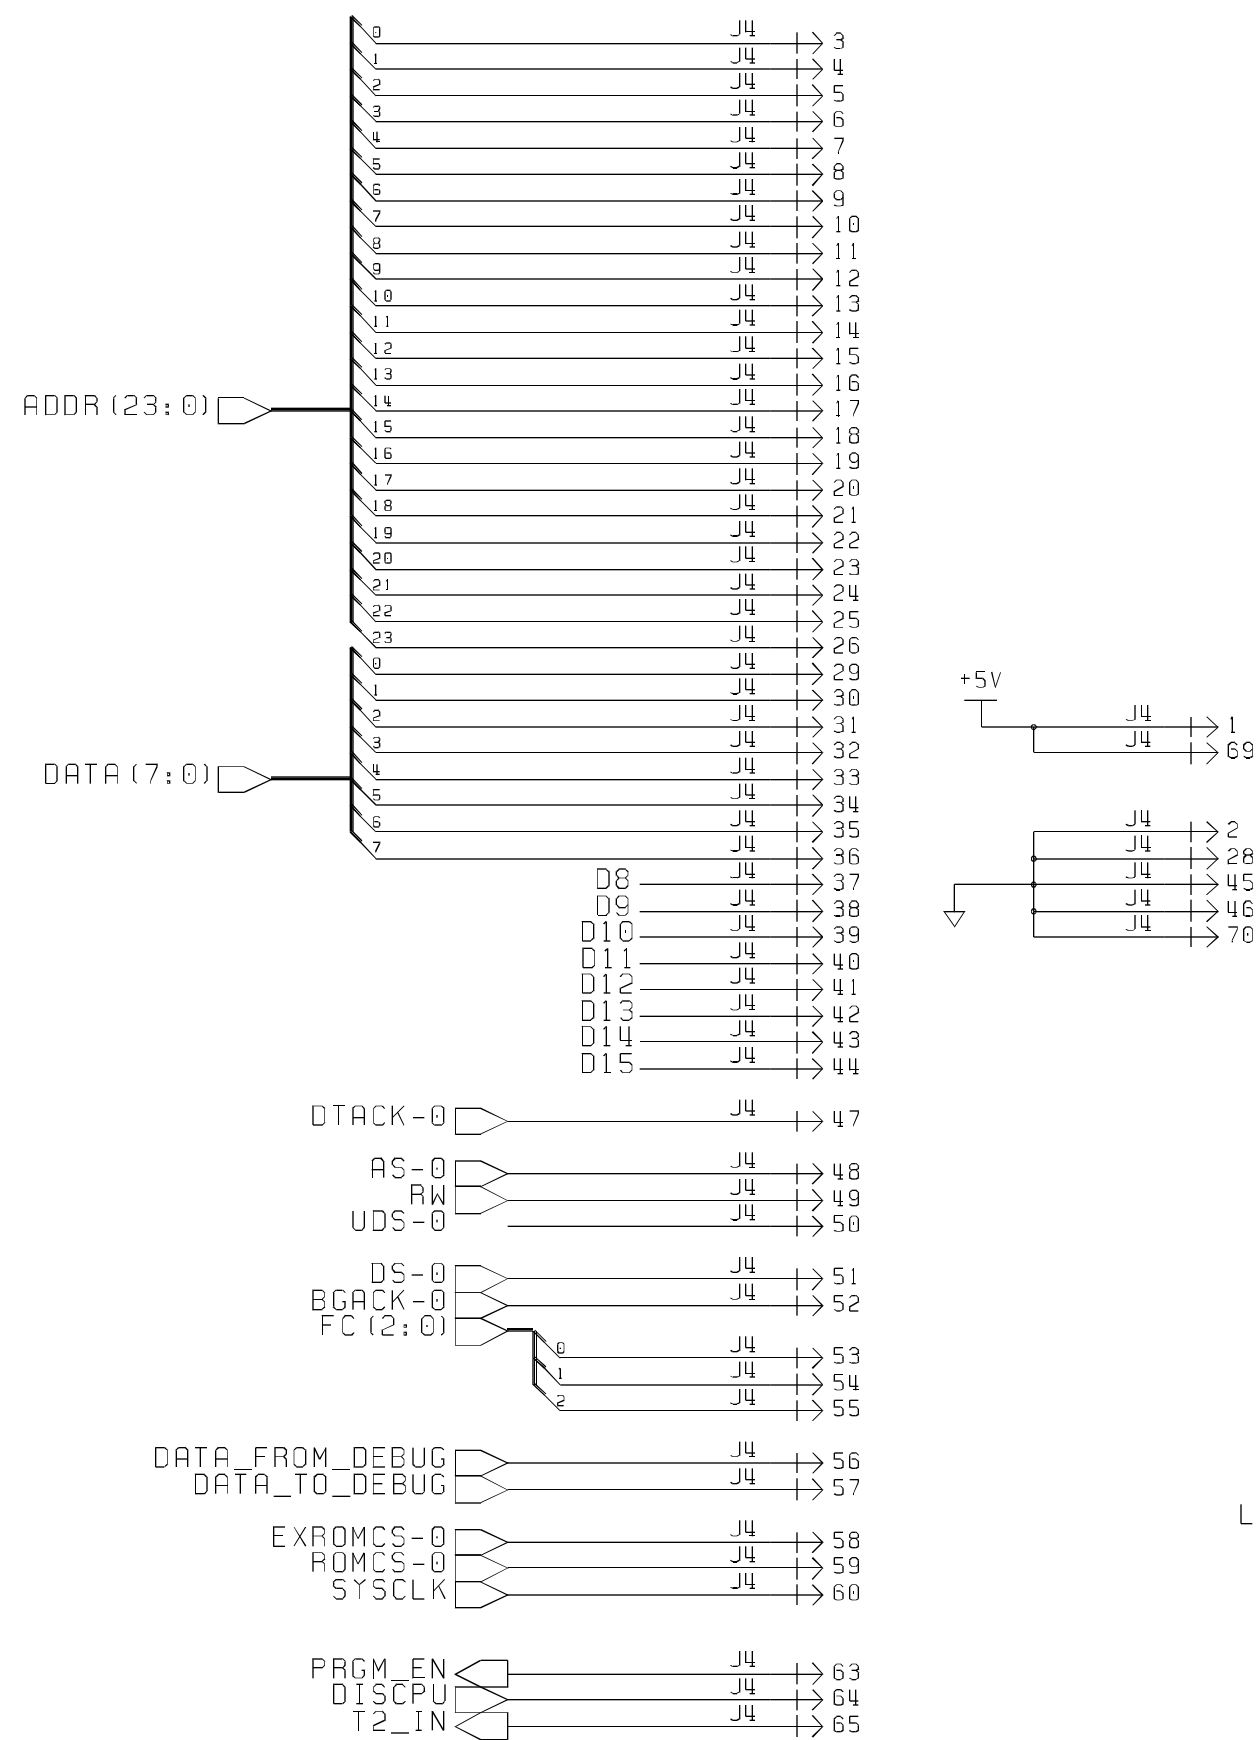 0 J4 3
1 J4 4
2 J4 5
3 J4 6
4 J4 7
5 J4 8
6 J4 9
7 J4 10
8 J4 11
9 J4 12
10 J4 13
11 J4 14
12 J4 15
13 J4 16
ADDR(23:0) 14 J4 17
15 J4 18
16 J4 19
17 J4 20
18 J4 21
19 J4 22
20 J4 23
21 J4 24
22 J4 25
23 J4 26
0 J4 29
+5V
1 J4 30
2 J4 31 J4 1
3 J4 32 J4 69
DATA(7:0) 4 J4 33
5 J4 34
6 J4 35 J4 2
7 J4 36 J4 28
D8 J4 37 J4 45
D9 J4 38 J4 46
D10 J4 39 J4 70
D11 J4 40
D12 J4 41
D13 J4 42
D14 J4 43
D15 J4 44
DTACK-0 J4 47
AS-0 J4 48
RW J4 49
UDS-0 J4 50
DS-0 J4 51
BGACK-0 J4 52
FC(2:0)
0 J4 53
1 J4 54
2 J4 55
DATA_FROM_DEBUG J4 56
DATA_TO_DEBUG J4 57
L
EXROMCS-0 J4 58
ROMCS-0 J4 59
SYSCLK J4 60
PRGM_EN J4 63
DISCPU J4 64
T2_IN J4 65